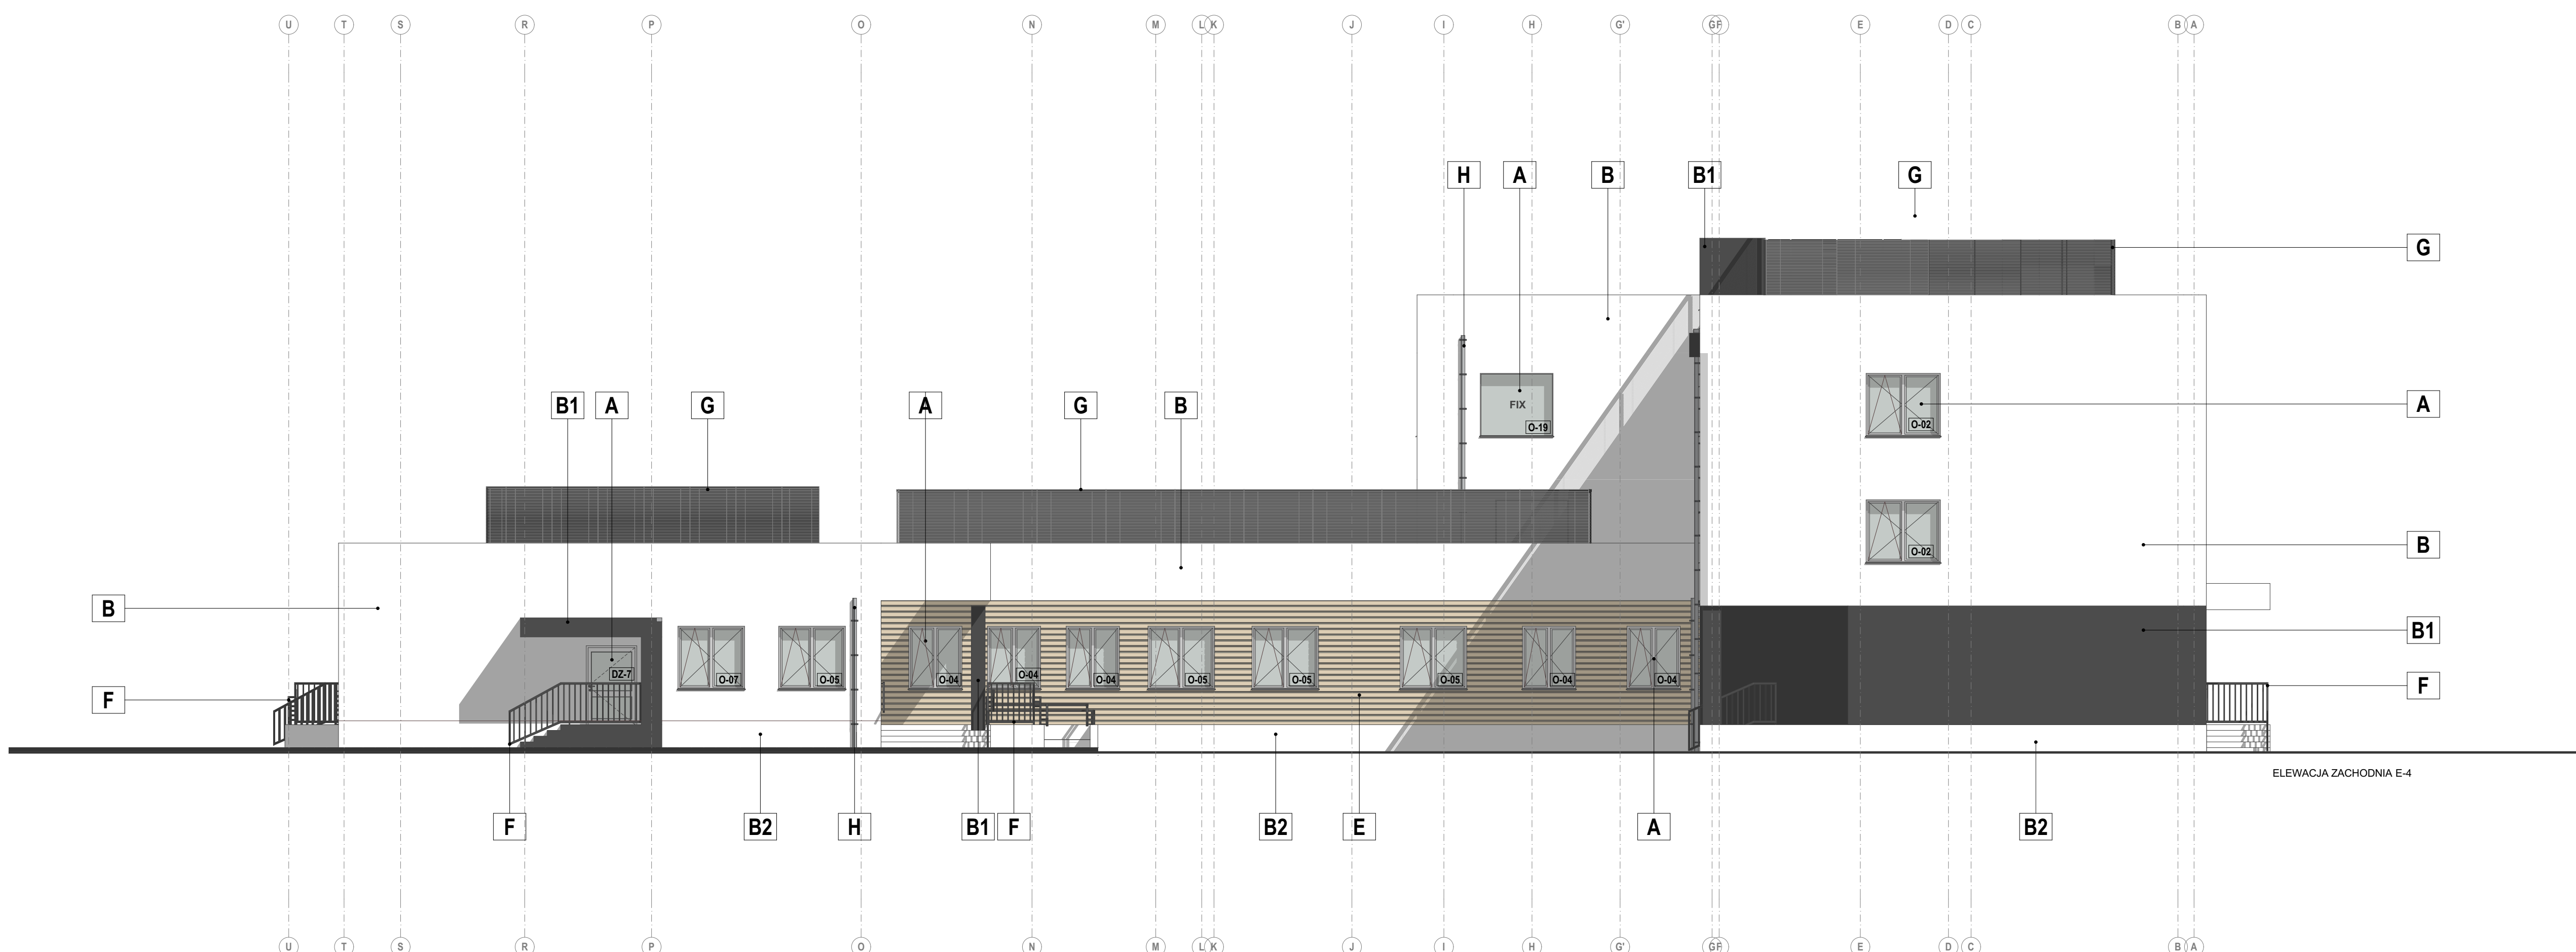 U T S R P O N M L K J I H G' G F E D C B A
H A B B1 G
G
FIX
O-19
O-02
A
B1 A G A G B
O-02
B
B
B1
DZ-7
O-07 O-05 O-04 O-04 O-04 O-05 O-05 O-05 O-04 O-04
F
F
ELEWACJA ZACHODNIA E-4
F B2 H B1 F B2 E A B2
U T S R P O N M L K J I H G' G F E D C B A